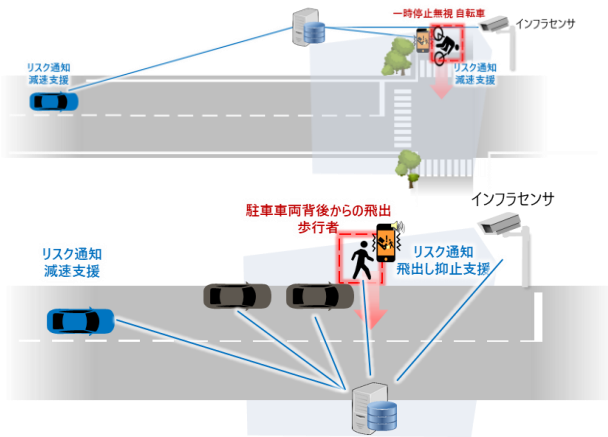 一時停止無視 自転車
インフラセンサ
リスク通知
減速支援
リスク通知
減速支援
インフラセンサ
駐車車両背後からの飛出
歩行者
リスク通知
減速支援
リスク通知
飛出し抑止支援